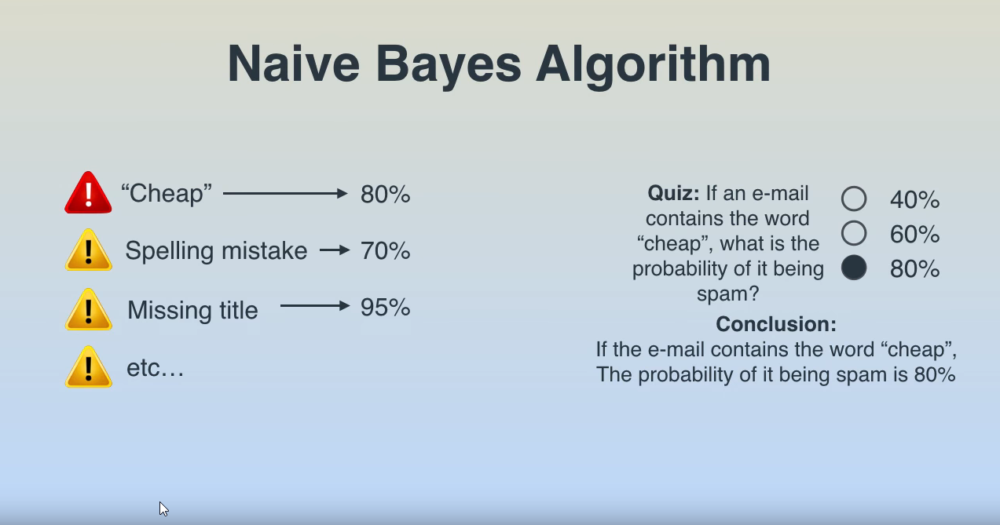 Naive Bayes Algorithm
“Cheap” 80%
Spelling mistake 70%
Missing title 95%
etc…
Quiz: If an e-mail
contains the word
“cheap”, what is the
probability of it being
spam?
40%
60%
80%
Conclusion:
If the e-mail contains the word “cheap”,
The probability of it being spam is 80%